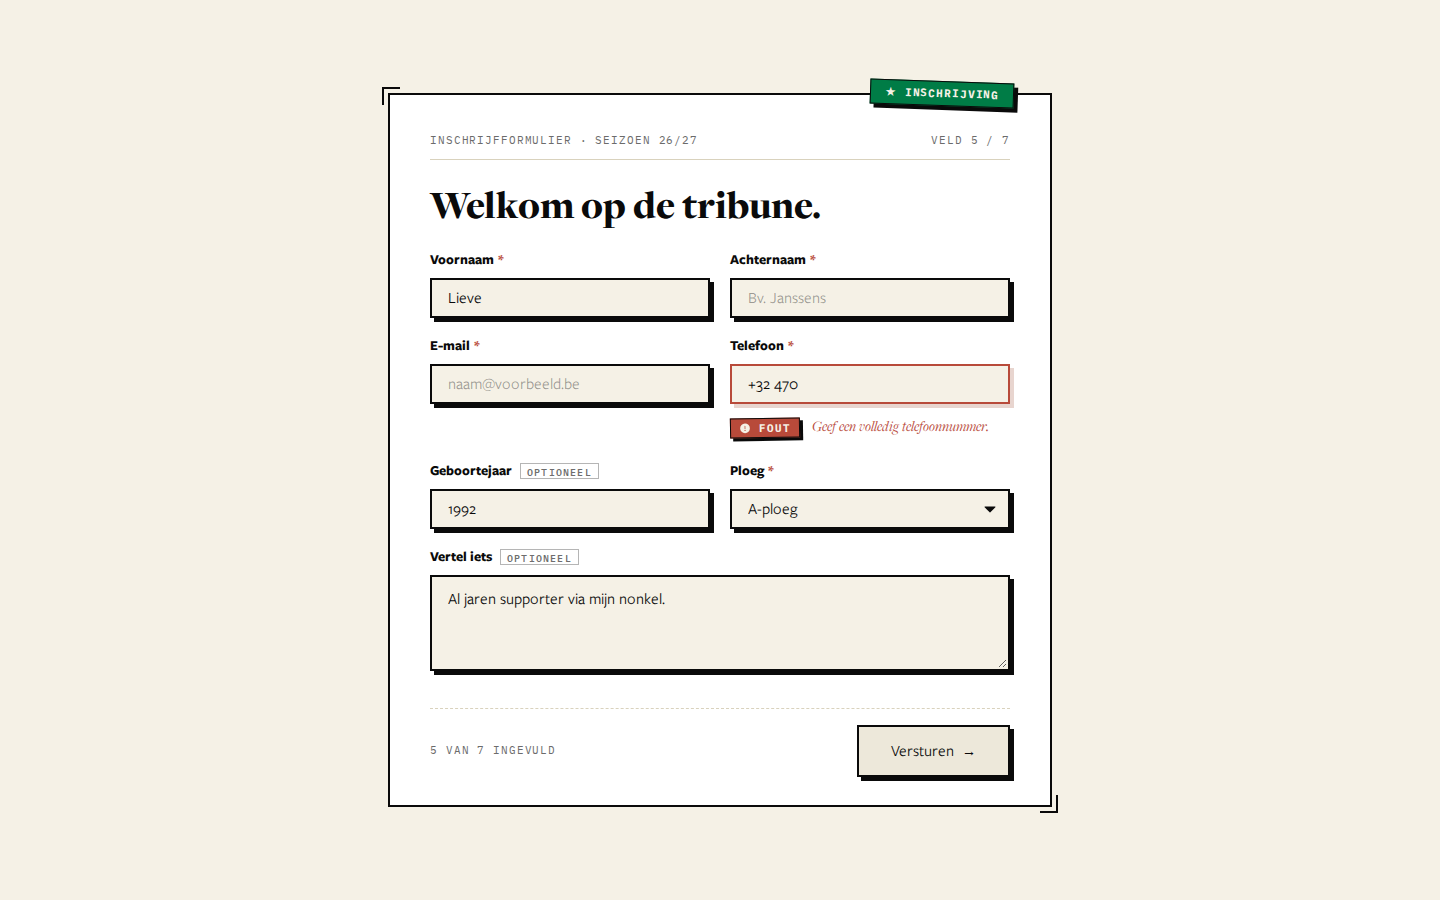 ★ INSCHRIJVING
INSCHRIJFFORMULIER · SEIZOEN 26/27
VELD 5 / 7
Welkom op de tribune.
Voornaam *
Achternaam *
Lieve
Bv. Janssens
E-mail *
Telefoon *
naam@voorbeeld.be
+32 470
FOUT
Geef een volledig telefoonnummer.
Geboortejaar OPTIONEEL
Ploeg *
1992
A-ploeg
Vertel iets OPTIONEEL
Al jaren supporter via mijn nonkel.
5 VAN 7 INGEVULD
Versturen →